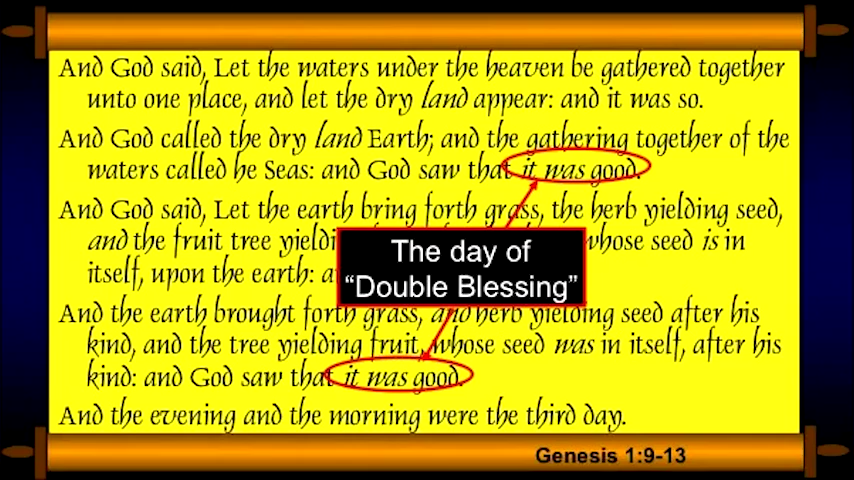 And God said, Let the waters under the heaven be gathered together
unto one place, and let the dry land appear: and it was so.
And God called the dry land Earth; and the gathering together of the
waters called he Seas: and God saw that it was good.
And God said, Let the earth bring forth grass, the herb yielding seed,
and the fruit tree whose seed is in
itself, upon the earth:
The day of
“Double Blessing”
And the earth brought forth grass, and herb yielding seed after his
kind, and the tree yielding fruit, whose seed was in itself, after his
kind: and God saw that it was good.
And the evening and the morning were the third day.
Genesis 1:9-13